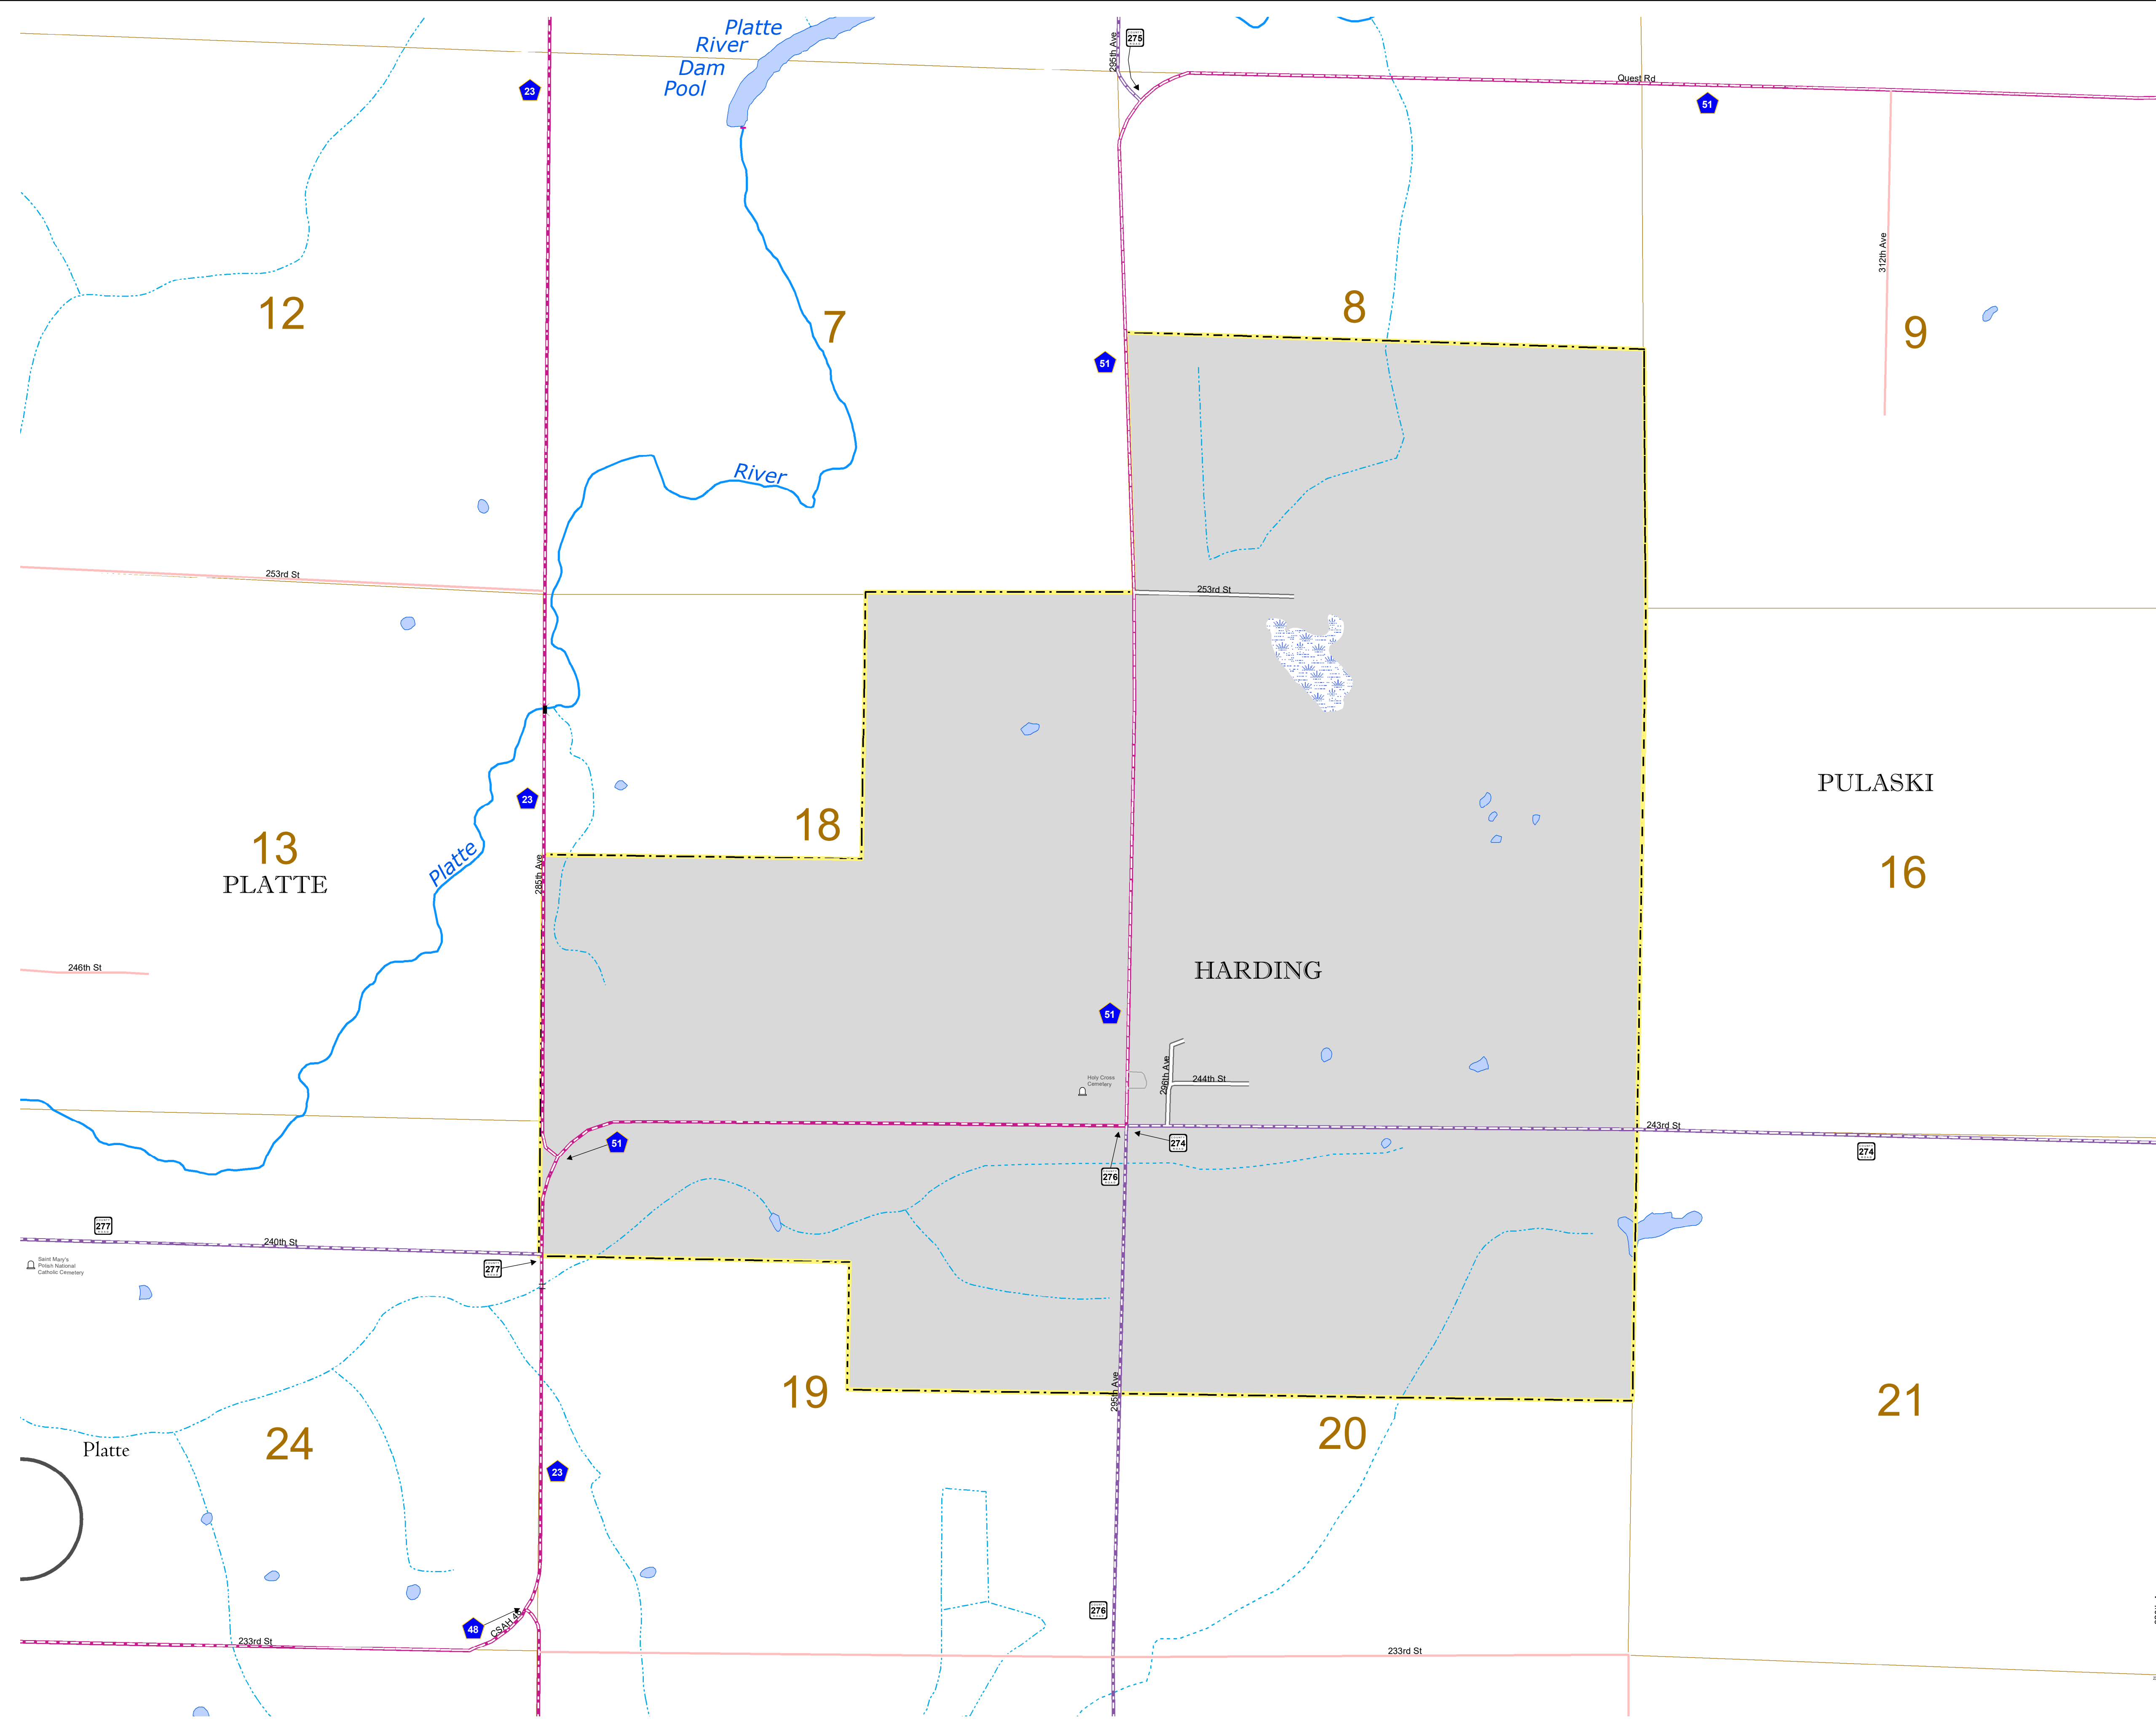 Platte
River
Dam
Pool
295th Ave
275
23
Quest Rd
51
312th Ave
12
7
8
9
51
River
253rd St
253rd St
PULASKI
23
18
13
PLATTE
Platte
285th Ave
16
246th St
HARDING
51
Holy Cross
Cemetery
296th Ave
244th St
243rd St
51
274
274
276
277
240th St
Saint Mary's
Polish National
Catholic Cemetery
277
19
295th Ave
20
21
24
Platte
23
276
48
CSAH 48
233rd St
233rd St